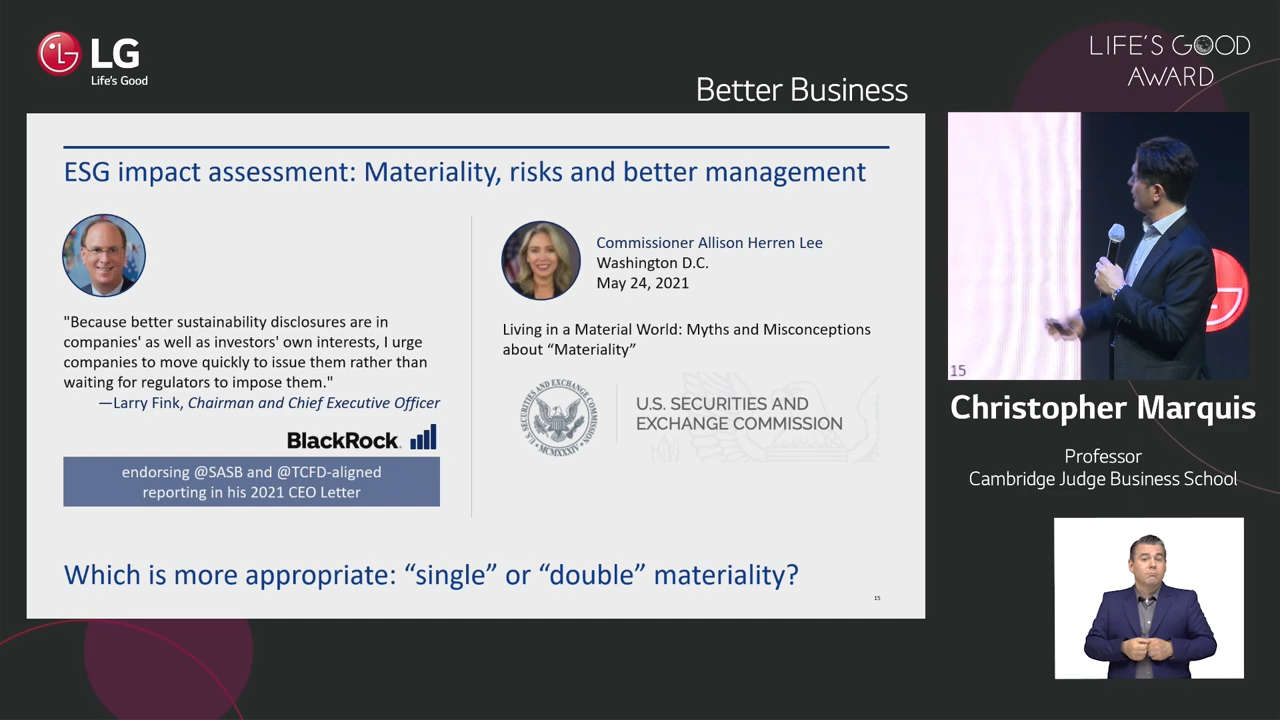 LG
Life's Good
LIFE'S GOOD
AWARD
Better Business
ESG impact assessment: Materiality, risks and better management
"Because better sustainability disclosures are in
companies' as well as investors' own interests, I urge
companies to move quickly to issue them rather than
waiting for regulators to impose them."
—Larry Fink, Chairman and Chief Executive Officer
BlackRock.
endorsing @SASB and @TCFD-aligned
reporting in his 2021 CEO Letter
Commissioner Allison Herren Lee
Washington D.C.
May 24, 2021
Living in a Material World: Myths and Misconceptions
about “Materiality”
U.S. SECURITIES AND EXCHANGE COMMISSION
MCMXXXIV
U.S. SECURITIES AND
EXCHANGE COMMISSION
Which is more appropriate: “single” or “double” materiality?
15
15
Christopher Marquis
Professor
Cambridge Judge Business School